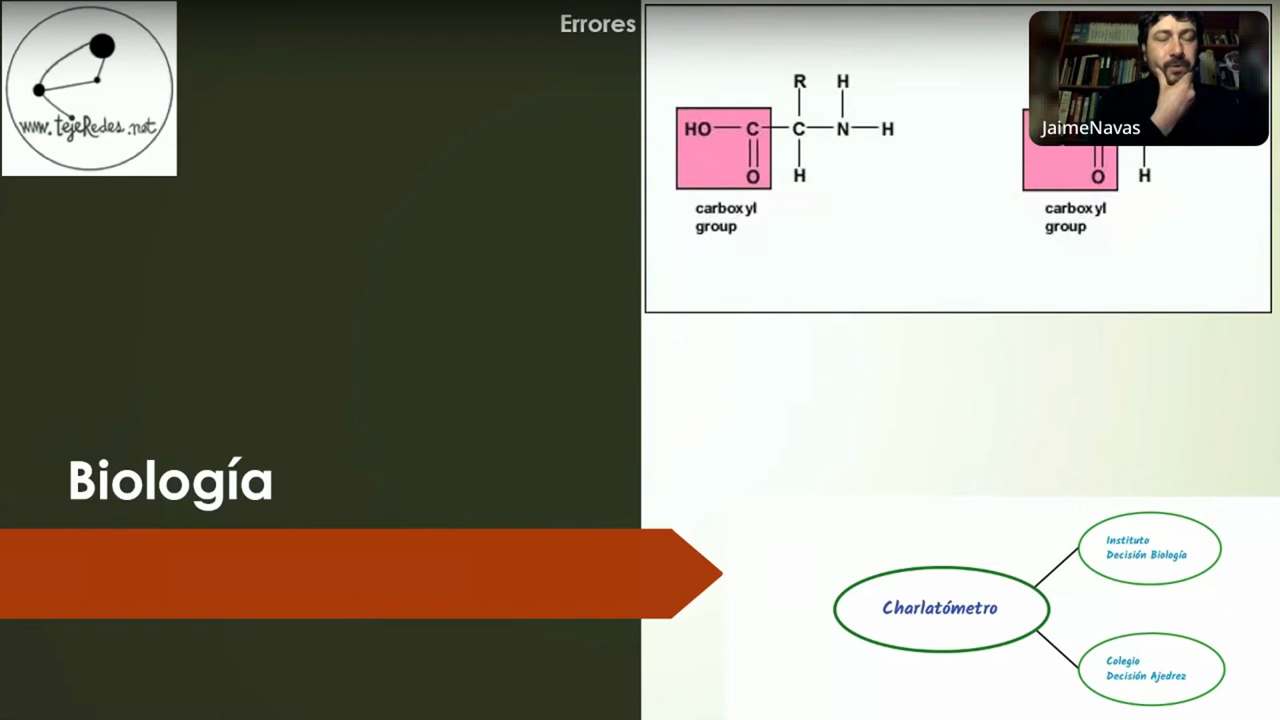 www.tejeRedes.net
Errores
JaimeNavas
R
H
HO
C
C
N
H
O
H
carboxyl
group
O
H
carboxyl
group
Biología
Charlatómetro
Instituto
Decisión Biología
Colegio
Decisión Ajedrez